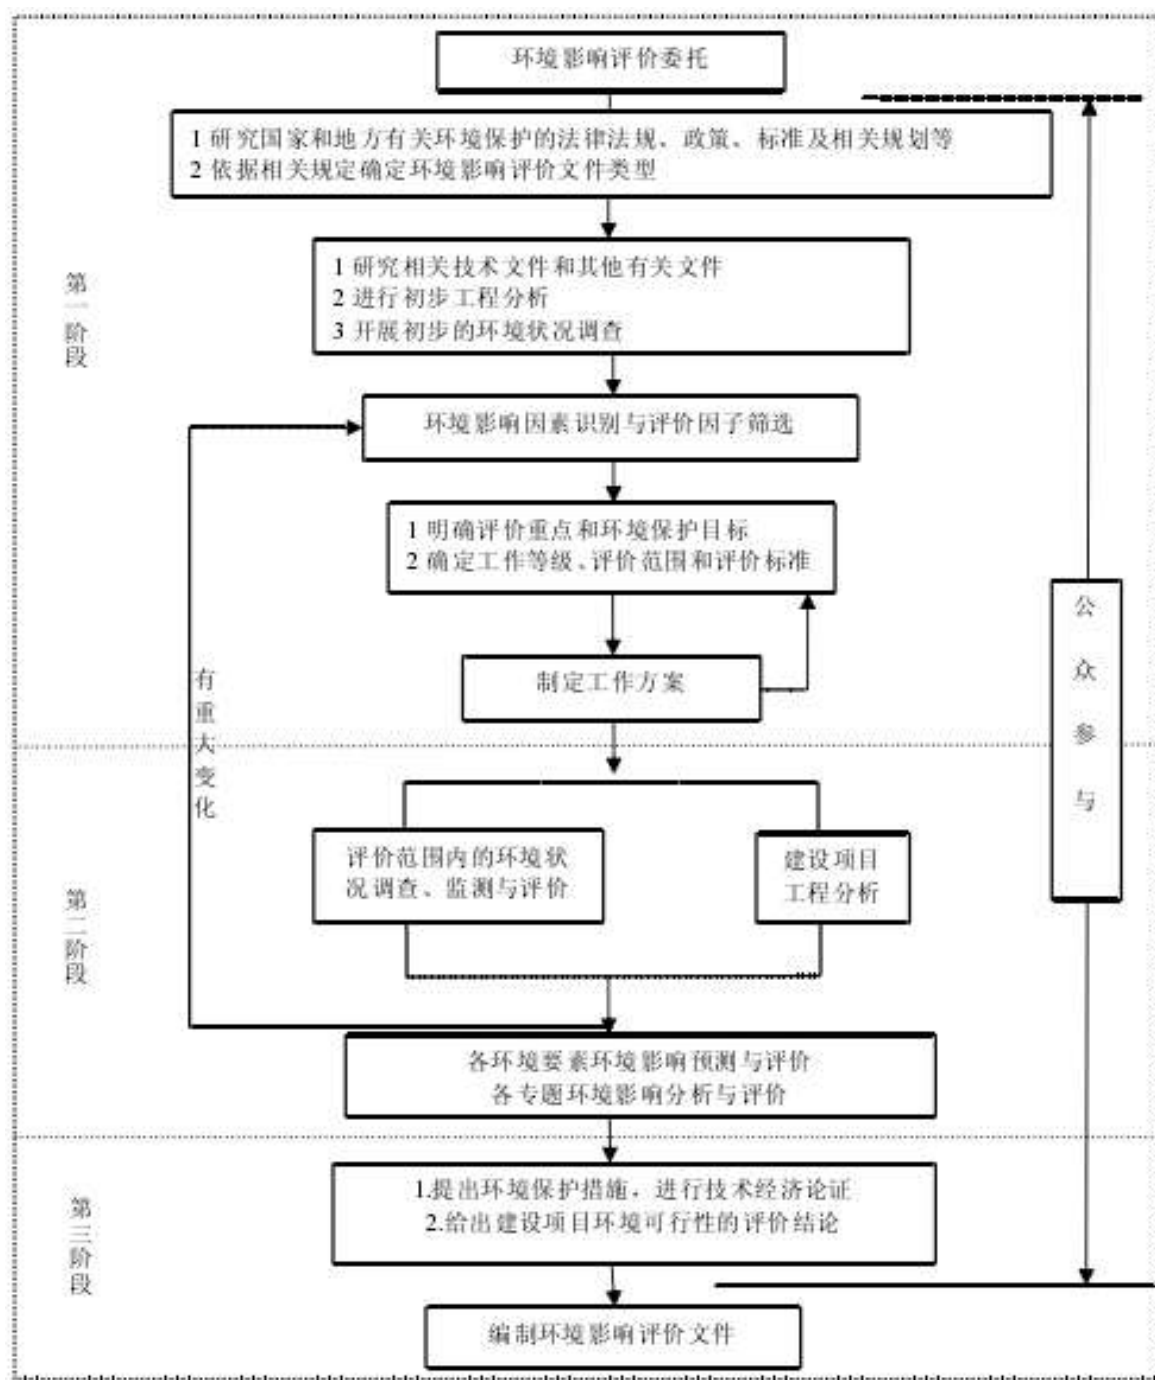 环境影响评价委托
1 研究国家和地方有关环境保护的法律法规、政策、标准及相关规划等
2 依据相关规定确定环境影响评价文件类型
1 研究相关技术文件和其他有关文件
2 进行初步工程分析
3 开展初步的环境状况调查
第一阶段
环境影响因素识别与评价因子筛选
1 明确评价重点和环境保护目标
2 确定工作等级、评价范围和评价标准
公众参与
制定工作方案
有重大变化
评价范围内的环境状
况调查、监测与评价
建设项目
工程分析
第二阶段
各环境要素环境影响预测与评价
各专题环境影响分析与评价
第三阶段
1.提出环境保护措施，进行技术经济论证
2.给出建设项目环境可行性的评价结论
编制环境影响评价文件